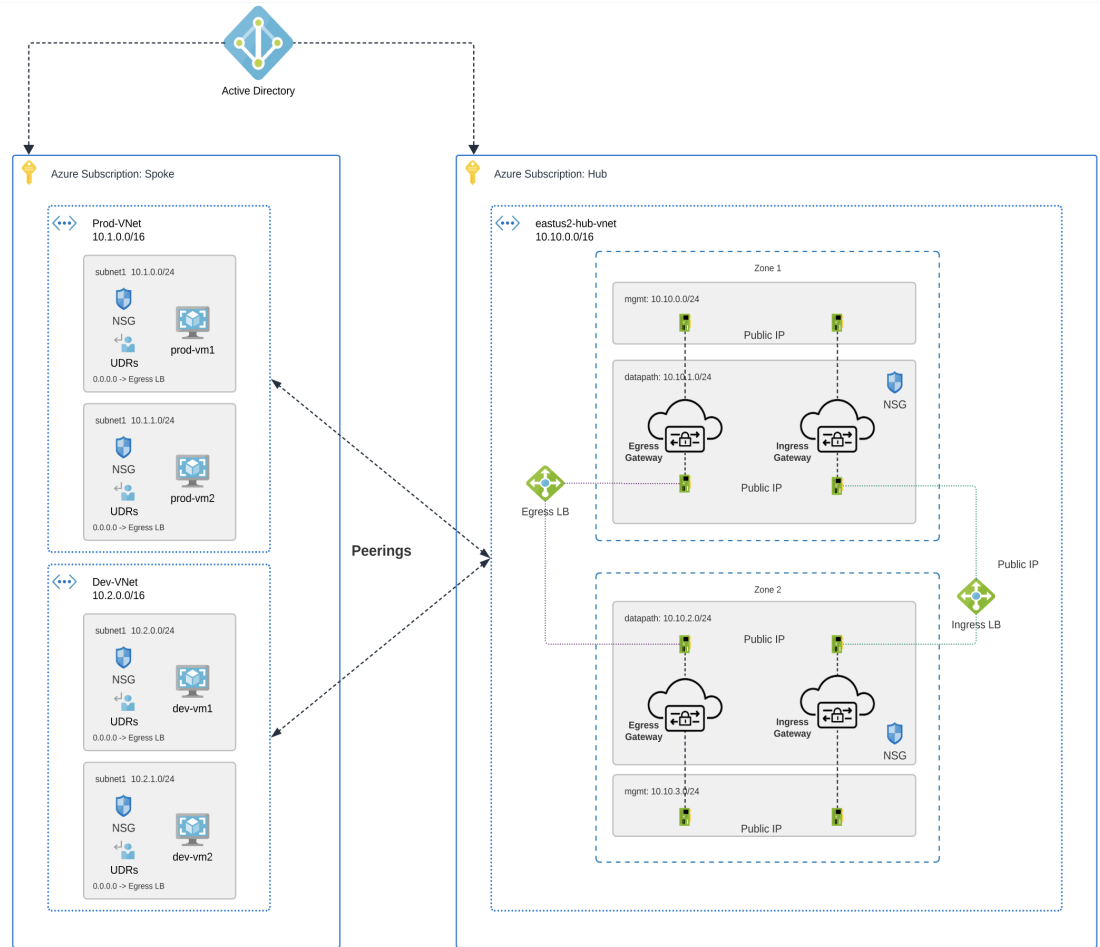 Active Directory
Azure Subscription: Spoke
Prod-VNet
10.1.0.0/16
subnet1  10.1.0.0/24
NSG
UDRs
prod-vm1
0.0.0.0 -> Egress LB
subnet1  10.1.1.0/24
NSG
UDRs
prod-vm2
0.0.0.0 -> Egress LB
Dev-VNet
10.2.0.0/16
subnet1  10.2.0.0/24
NSG
UDRs
dev-vm1
0.0.0.0 -> Egress LB
subnet1  10.2.1.0/24
NSG
UDRs
dev-vm2
0.0.0.0 -> Egress LB
Peerings
Azure Subscription: Hub
eastus2-hub-vnet
10.10.0.0/16
Zone 1
mgmt: 10.10.0.0/24
Public IP
datapath: 10.10.1.0/24
NSG
Egress
Gateway
Ingress
Gateway
Public IP
Egress LB
Public IP
Ingress LB
Zone 2
datapath: 10.10.2.0/24
Public IP
Egress
Gateway
Ingress
Gateway
NSG
mgmt: 10.10.3.0/24
Public IP